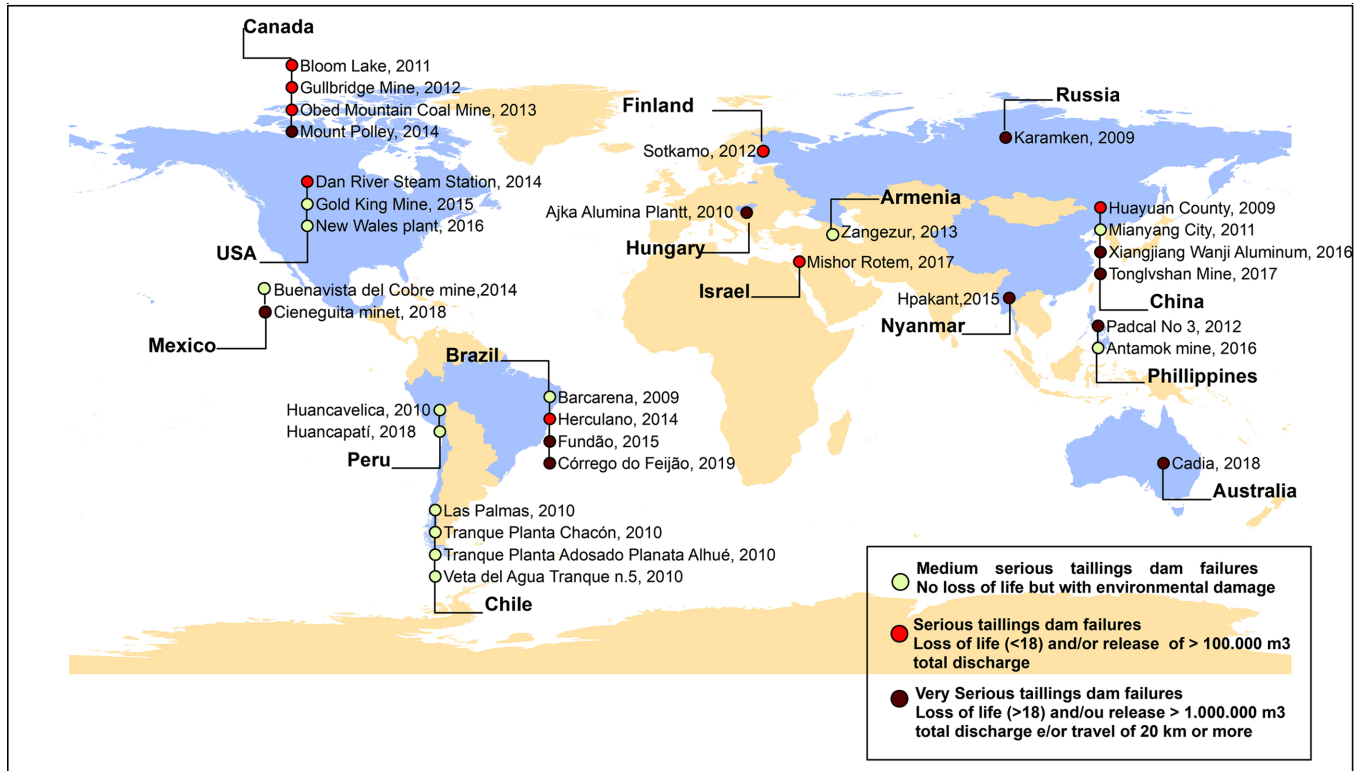 Canada
Bloom Lake, 2011
Gullbridge Mine, 2012
Obed Mountain Coal Mine, 2013
Mount Polley, 2014
Dan River Steam Station, 2014
Gold King Mine, 2015
New Wales plant, 2016
USA
Buenavista del Cobre mine,2014
Cieneguita minet, 2018
Mexico
Brazil
Barcarena, 2009
Herculano, 2014
Fundão, 2015
Córrego do Feijão, 2019
Huancavelica, 2010
Huancapatí, 2018
Peru
Las Palmas, 2010
Tranque Planta Chacón, 2010
Tranque Planta Adosado Planata Alhué, 2010
Veta del Agua Tranque n.5, 2010
Chile
Finland
Sotkamo, 2012
Ajka Alumina Plantt, 2010
Hungary
Armenia
Zangezur, 2013
Mishor Rotem, 2017
Israel
Russia
Karamken, 2009
Huayuan County, 2009
Mianyang City, 2011
Xiangjiang Wanji Aluminum, 2016
Tonglvshan Mine, 2017
China
Hpakant,2015
Nyanmar
Padcal No 3, 2012
Antamok mine, 2016
Phillippines
Cadia, 2018
Australia
Medium serious taillings dam failures
No loss of life but with environmental damage
Serious taillings dam failures
Loss of life (<18) and/or release of > 100.000 m3
total discharge
Very Serious taillings dam failures
Loss of life (>18) and/ou release > 1.000.000 m3
total discharge e/or travel of 20 km or more